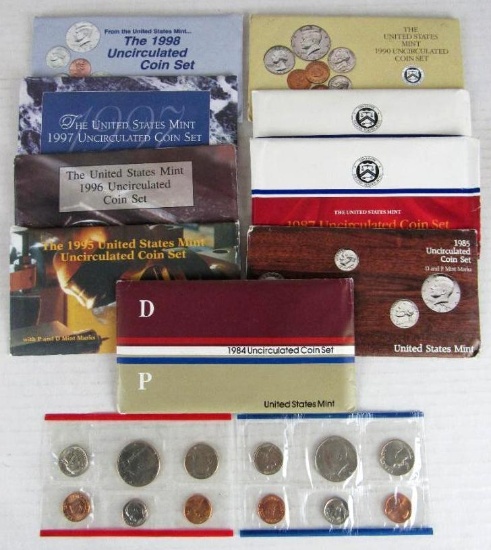 From the United States Mint...
The 1998
Uncirculated
Coin Set
THE
UNITED STATES
MINT
1990 UNCIRCULATED
COIN SET
1997
THE UNITED STATES MINT
1997 UNCIRCULATED COIN SET
The United States Mint
1996 Uncirculated
Coin Set
THE UNITED STATES MINT
1987 UNCIRCULATED
The 1995 United States Mint
Uncirculated Coin Set
with P and D Mint Marks
1985
Uncirculated
Coin Set
D and P Mint Marks
United States Mint
D
1984 Uncirculated Coin Set
P
United States Mint